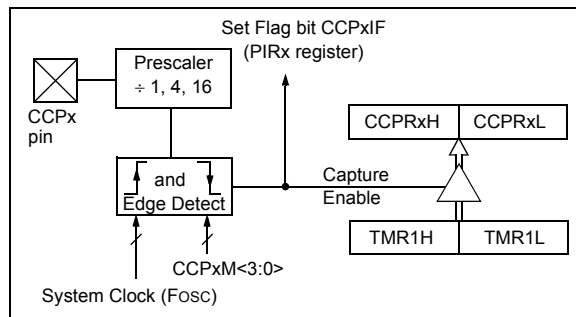 Set Flag bit CCPxIF
(PIRx register)
Prescaler
÷ 1, 4, 16
CCPx
pin
CCPRxH
CCPRxL
and
Edge Detect
Capture
Enable
TMR1H
TMR1L
CCPxM<3:0>
System Clock (FOSC)